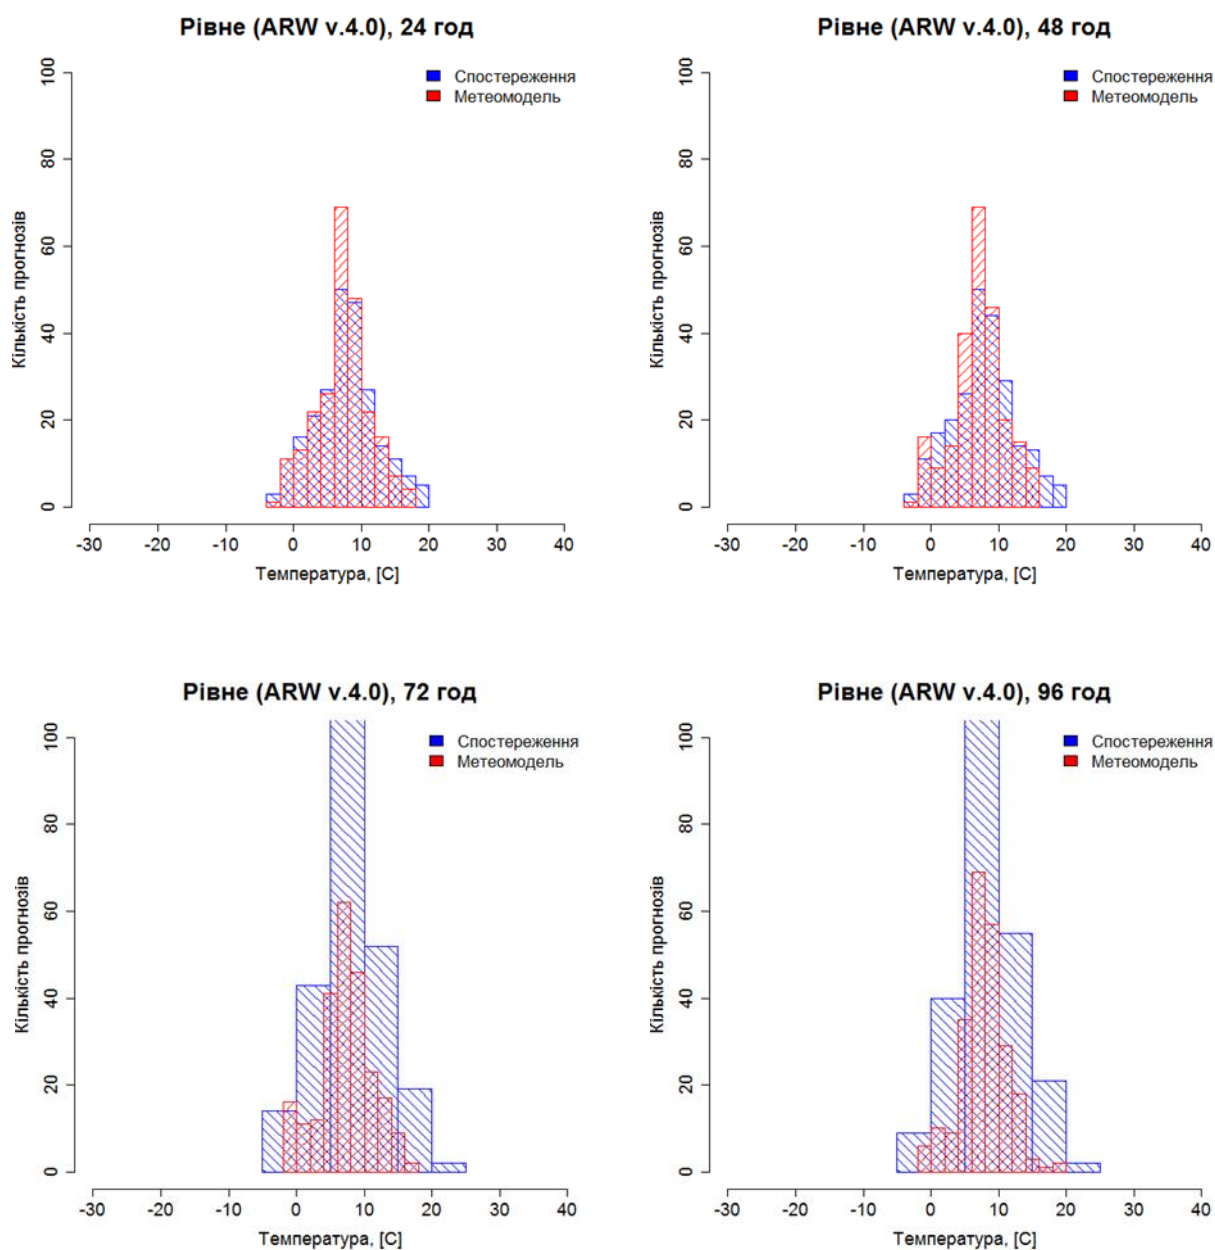 Рівне (ARW v.4.0), 24 год
Спостереження
Метеомодель
Кількість прогнозів
100
80
60
40
20
0
-30 -20 -10 0 10 20 30 40
Температура, [C]
Рівне (ARW v.4.0), 48 год
Спостереження
Метеомодель
Кількість прогнозів
100
80
60
40
20
0
-30 -20 -10 0 10 20 30 40
Температура, [C]
Рівне (ARW v.4.0), 72 год
Спостереження
Метеомодель
Кількість прогнозів
100
80
60
40
20
0
-30 -20 -10 0 10 20 30 40
Температура, [C]
Рівне (ARW v.4.0), 96 год
Спостереження
Метеомодель
Кількість прогнозів
100
80
60
40
20
0
-30 -20 -10 0 10 20 30 40
Температура, [C]